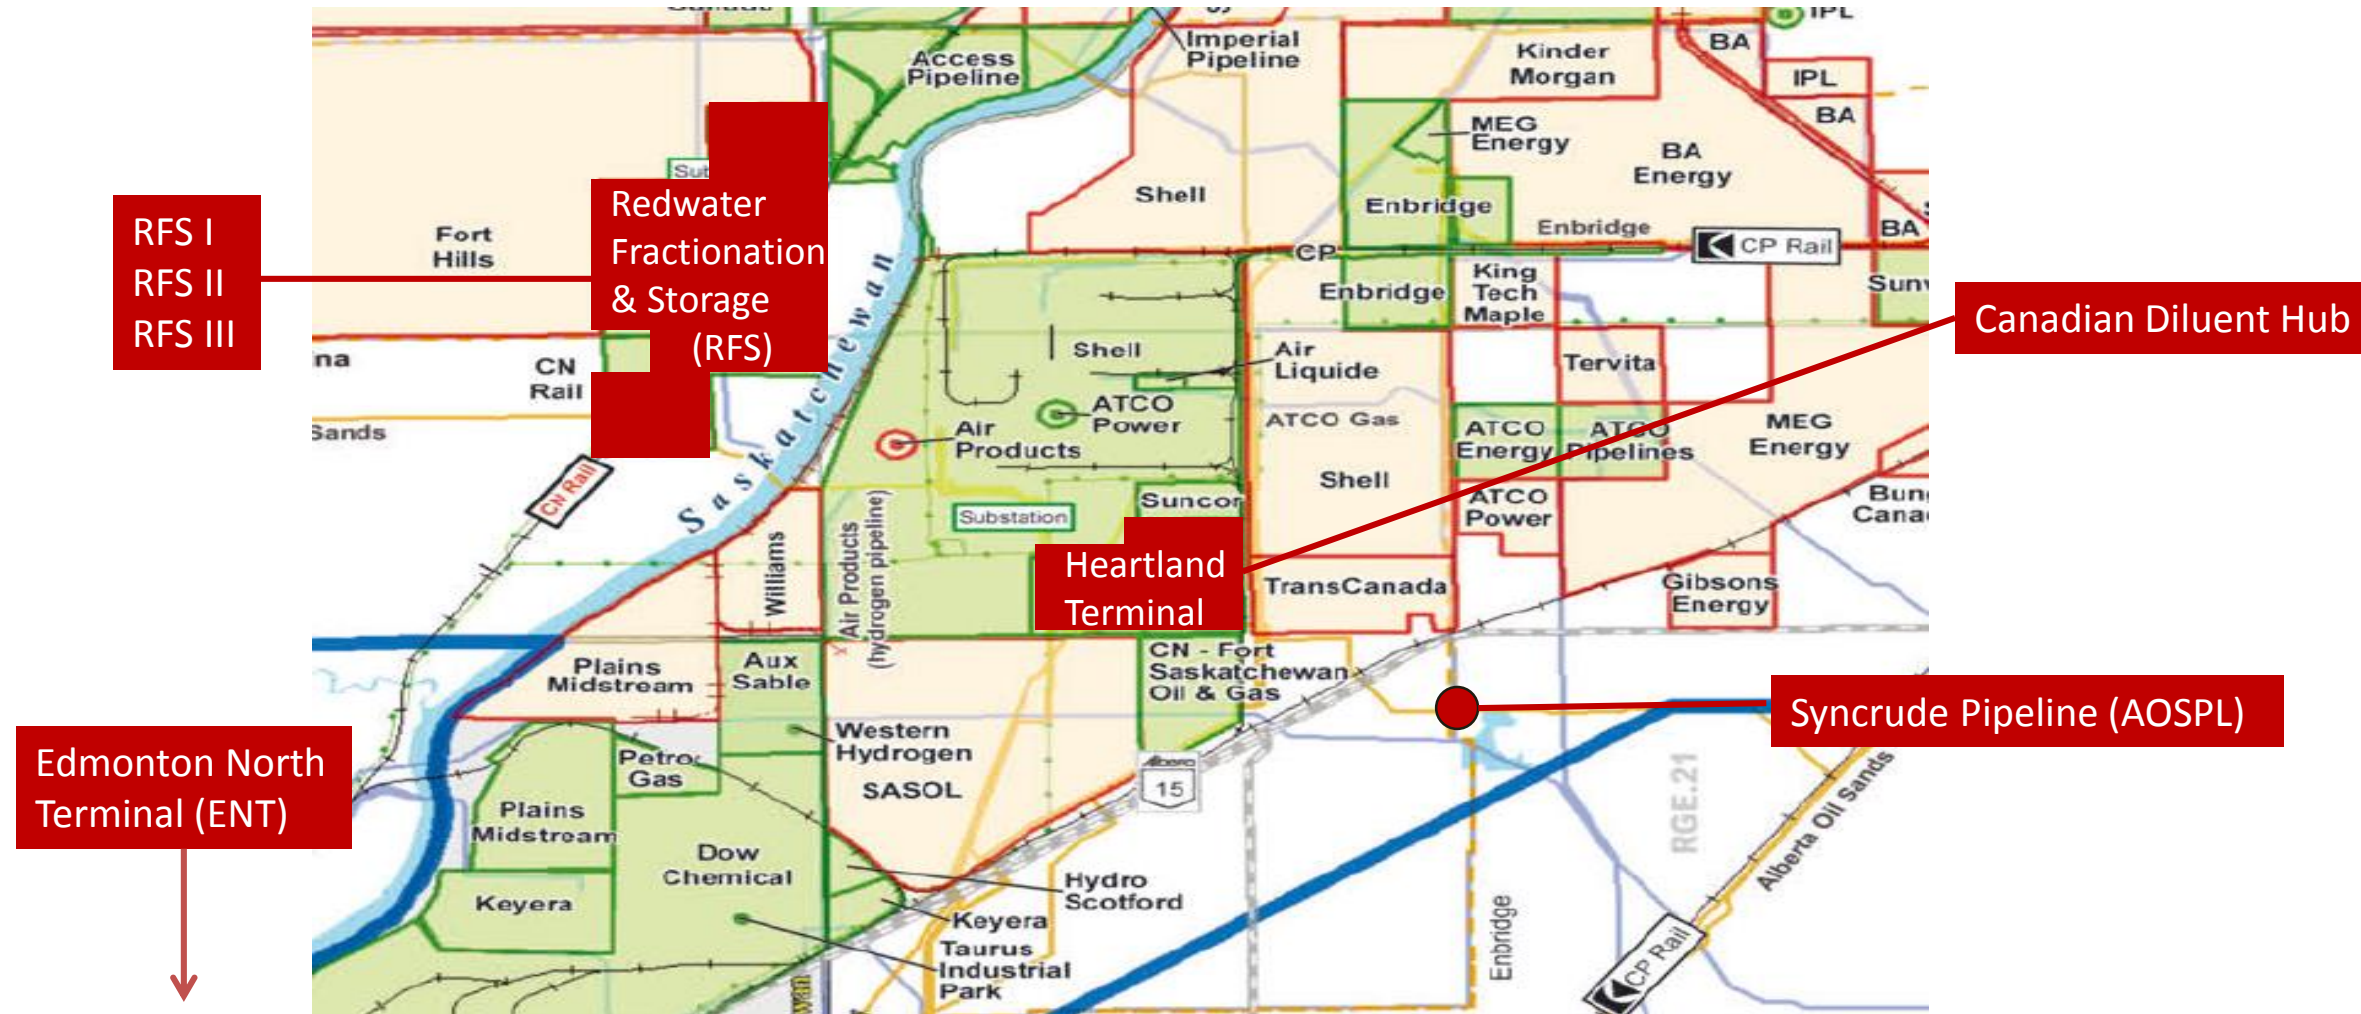 Imperial
Pipeline
Access
Pipeline
Kinder
Morgan
BA
IPL
IPL
BA
MEG
Energy
BA
Energy
Shell
Enbridge
Enbridge
BA
CP
CP Rail
RFS I
RFS II
RFS III
Redwater
Fractionation
& Storage
(RFS)
Fort
Hills
Saskatchewan
Enbridge
King
Tech
Maple
Canadian Diluent Hub
CN
Rail
Sands
CN Rail
Shell
Air
Liquide
Tervita
ATCO
Power
Air
Products
ATCO Gas
ATCO
Energy
ATCO
Pipelines
MEG
Energy
Shell
ATCO
Power
Suncor
Substation
Williams
Air Products
(hydrogen pipeline)
Heartland
Terminal
TransCanada
Gibsons
Energy
Plains
Midstream
Aux
Sable
CN - Fort
Saskatchewan
Oil & Gas
Syncrude Pipeline (AOSPL)
Edmonton North
Terminal (ENT)
Western
Hydrogen
SASOL
Petro
Gas
15
Plains
Midstream
Dow
Chemical
Keyera
Hydro
Scotford
Keyera
Taurus
Industrial
Park
Enbridge
RGE.21
Alberta Oil Sands
CP Rail